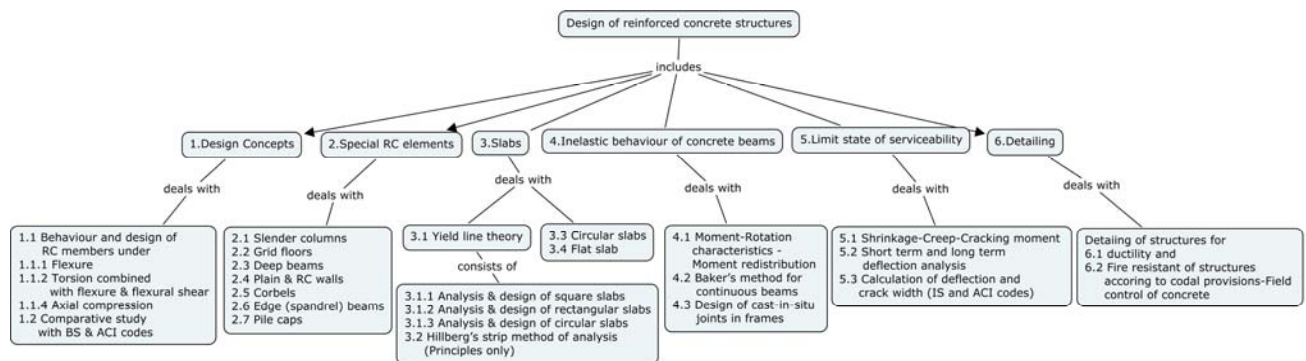 Design of reinforced concrete structures
includes
1.Design Concepts
2.Special RC elements
3.Slabs
4.Inelastic behaviour of concrete beams
5.Limit state of serviceability
6.Detailing
deals with
deals with
deals with
deals with
deals with
deals with
1.1 Behaviour and design of
RC members under
1.1.1 Flexure
1.1.2 Torsion combined
with flexure & flexural shear
1.1.4 Axial compression
1.2 Comparative study
with BS & ACI codes
2.1 Slender columns
2.2 Grid floors
2.3 Deep beams
2.4 Plain & RC walls
2.5 Corbels
2.6 Edge (spandrel) beams
2.7 Pile caps
3.1 Yield line theory
consists of
3.1.1 Analysis & design of square slabs
3.1.2 Analysis & design of rectangular slabs
3.1.3 Analysis & design of circular slabs
3.2 Hillberg's strip method of analysis
(Principles only)
3.3 Circular slabs
3.4 Flat slab
4.1 Moment-Rotation
characteristics -
Moment redistribution
4.2 Baker's method for
continuous beams
4.3 Design of cast-in-situ
joints in frames
5.1 Shrinkage-Creep-Cracking moment
5.2 Short term and long term
deflection analysis
5.3 Calculation of deflection and
crack width (IS and ACI codes)
Detaiing of structures for
6.1 ductility and
6.2 Fire resistant of structures
accoring to codal provisions-Field
control of concrete